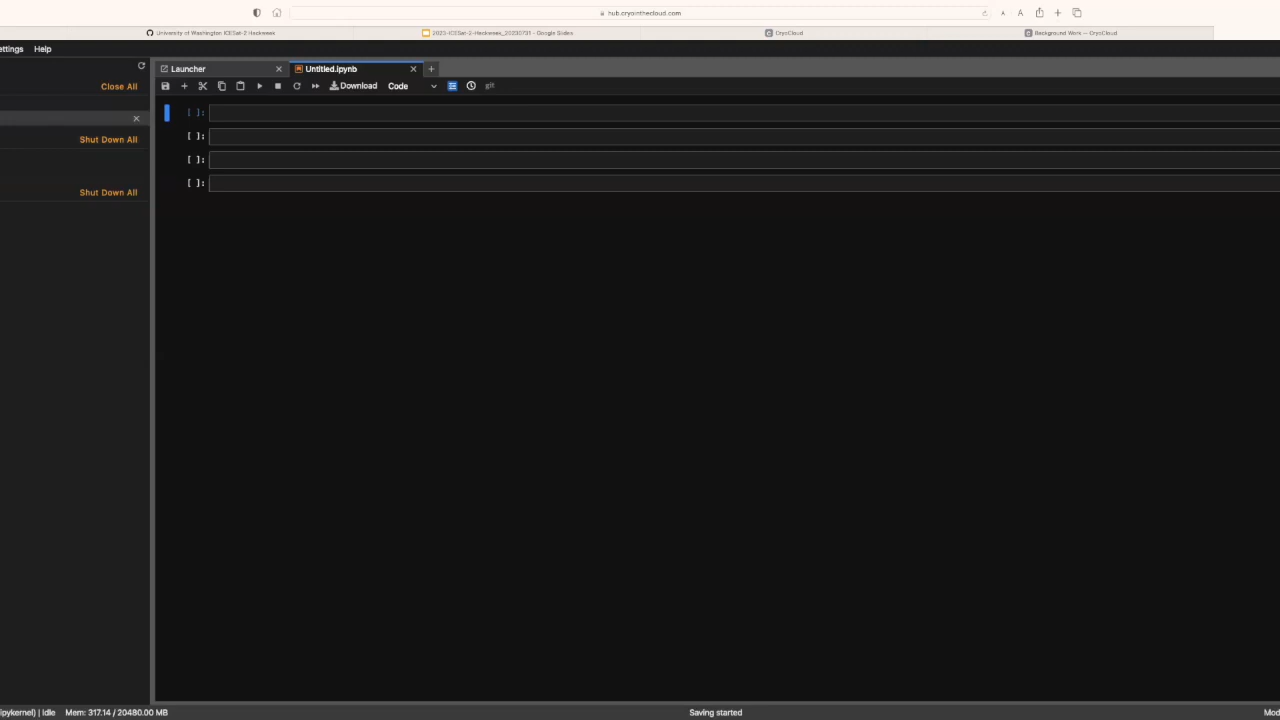 hub.cryointhecloud.com
University of Washington ICESat-2 Hackweek
2023-ICESat-2-Hackweek_20230731 - Google Slides
CryoCloud
Background Work — CryoCloud
ettings Help
Launcher
Untitled.ipynb
Close All
Download Code git
[ ]:
Shut Down All
[ ]:
[ ]:
[ ]:
Shut Down All
ipykernel) | Idle Mem: 317.14 / 20480.00 MB Saving started Mod